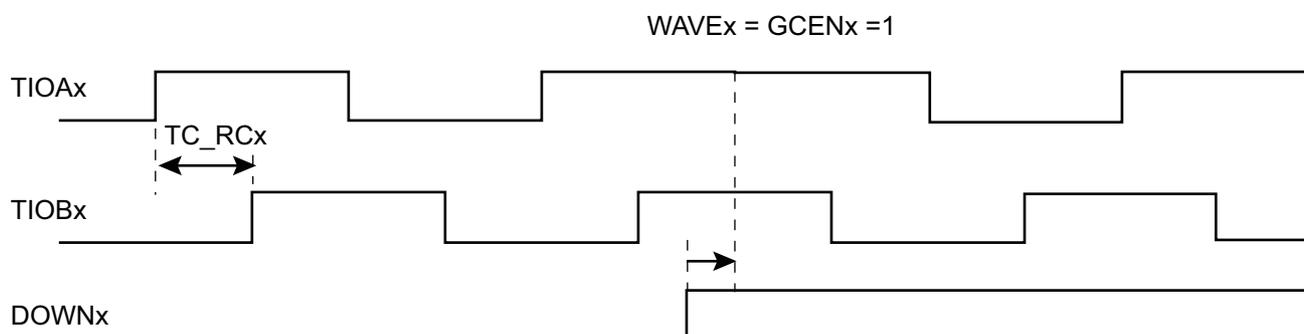 WAVEx = GCENx =1
TIOAx
TC_RCx
TIOBx
DOWNx